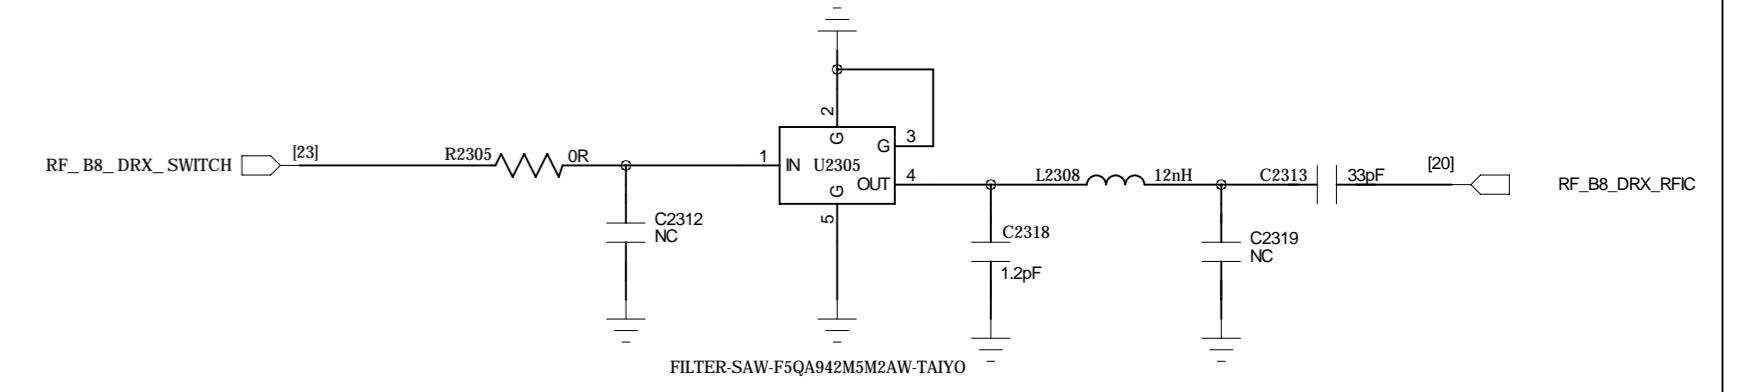 2
G
3
G
RF_ B8_ DRX_ SWITCH
[23]
R2305
0R
1
IN
U2305
OUT
4
G
5
L2308
12nH
C2313
33pF
[20]
RF_B8_DRX_RFIC
C2312
NC
C2318
1.2pF
C2319
NC
FILTER-SAW-F5QA942M5M2AW-TAIYO